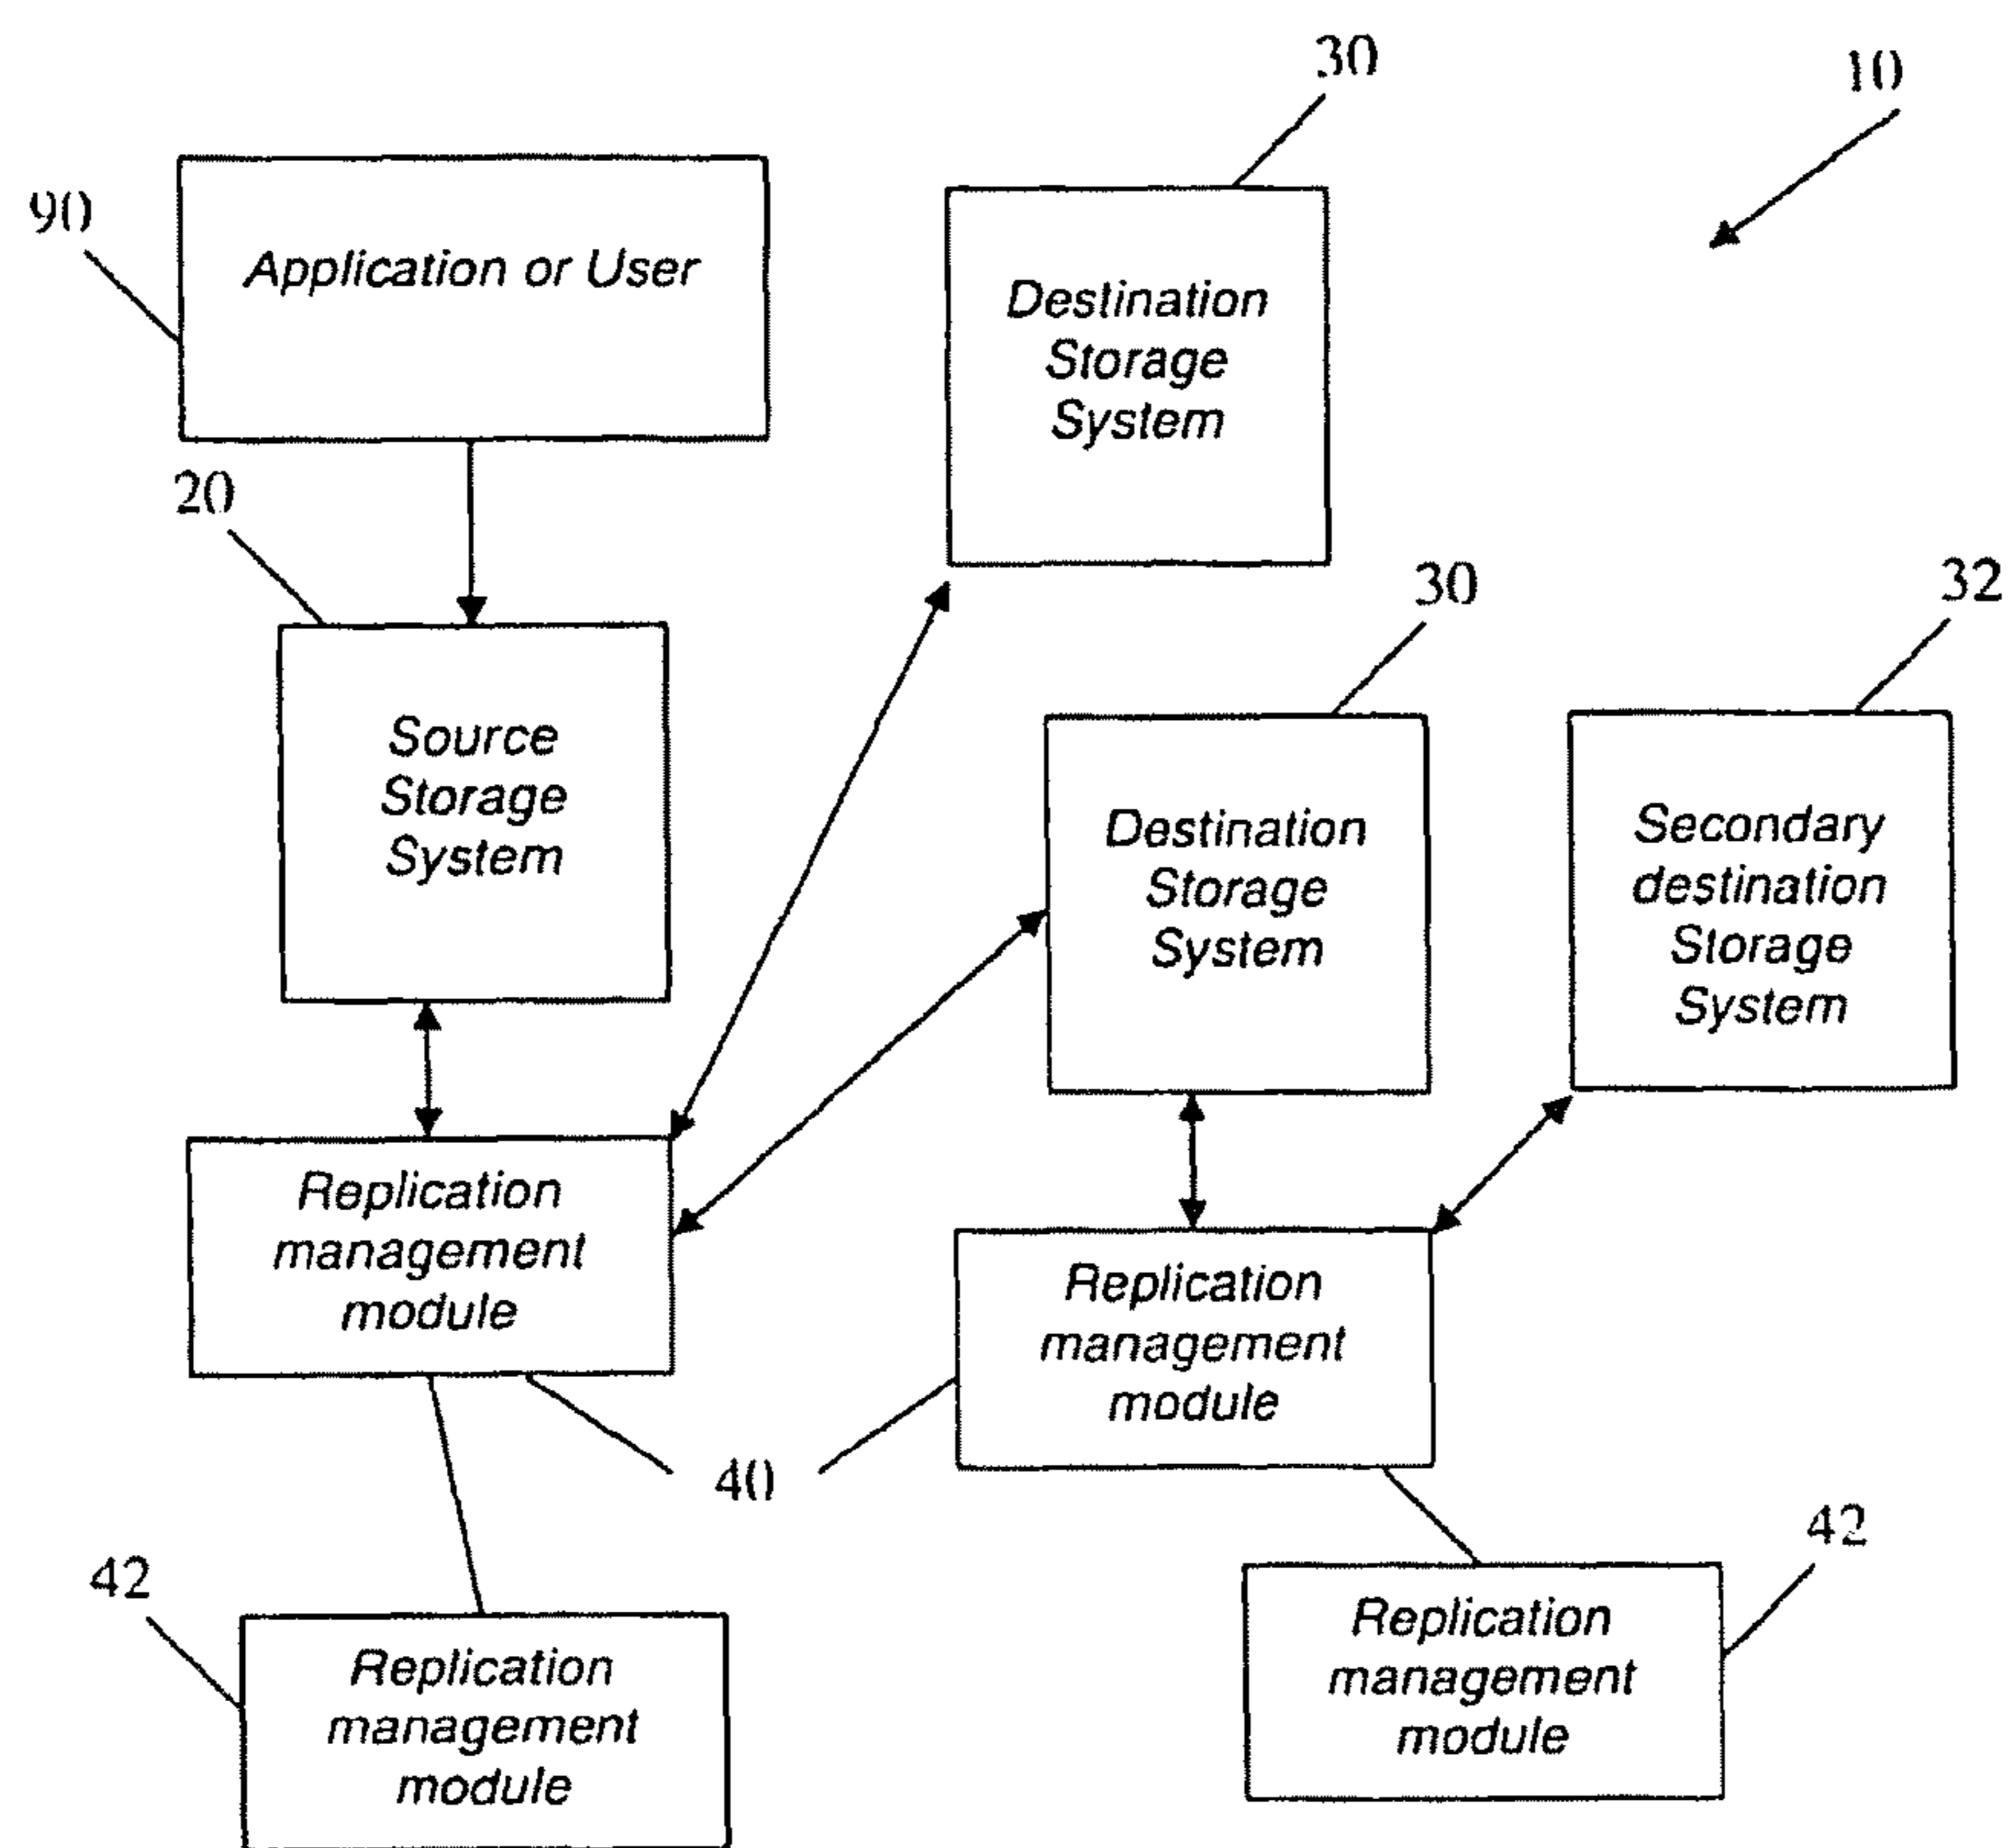 30
10
90
Application or User
Destination
Storage
System
20
30
32
Source
Storage
System
Destination
Storage
System
Secondary
destination
Storage
System
Replication
management
module
Replication
management
module
40
42
42
Replication
management
module
Replication
management
module